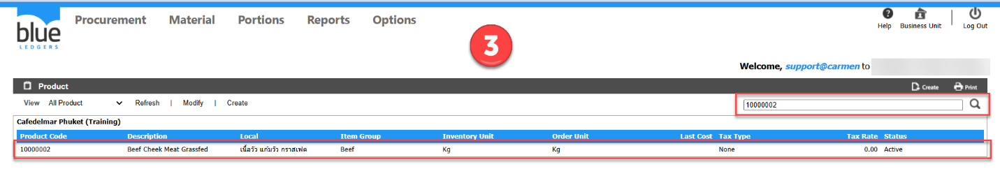 blue
LEDGERS
Procurement Material Portions Reports Options
3
Help Business Unit Log Out
Welcome, support@carmen to
Product
Create Print
View All Product Refresh | Modify | Create
10000002
Cafedelmar Phuket (Training)
Product Code Description Local Item Group Inventory Unit Order Unit Last Cost Tax Type Tax Rate Status
10000002 Beef Cheek Meat Grassfed เนื้อวัว แก้มวัว กราสเฟด Beef Kg Kg None 0.00 Active